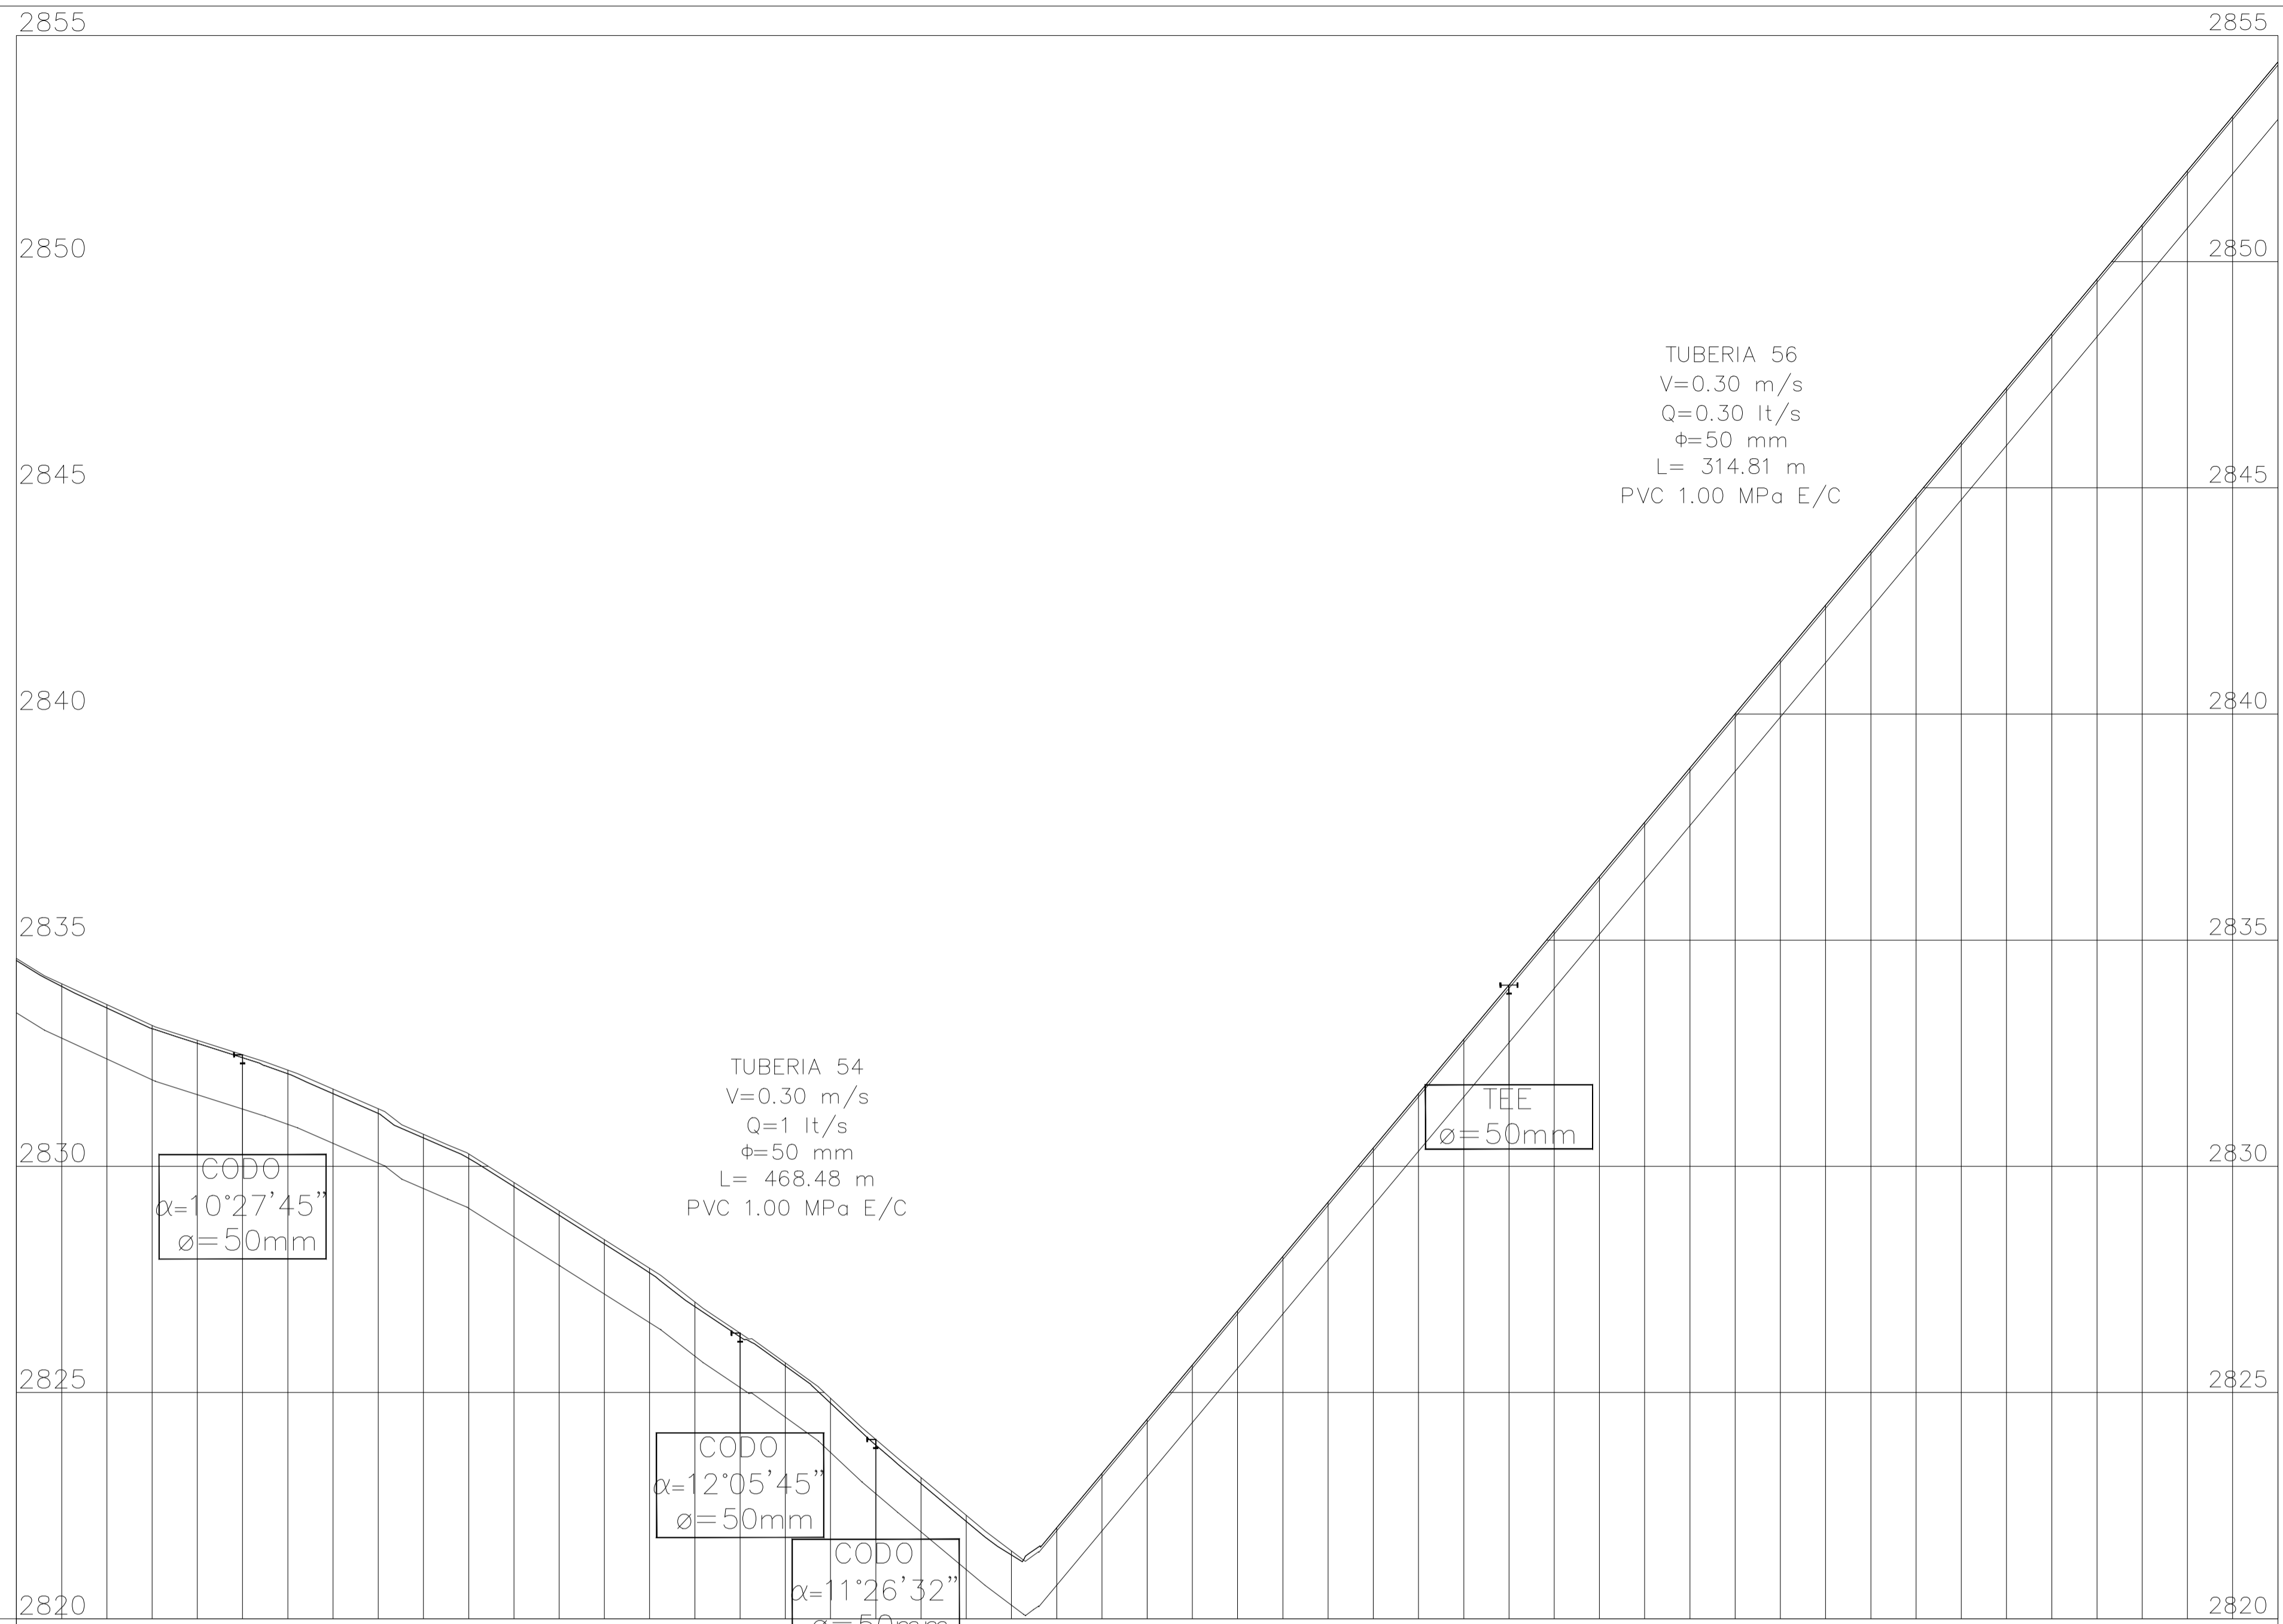 2855
2855
2850
2850
TUBERIA 56
V=0.30 m/s
Q=0.30 lt/s
ϕ=50 mm
L= 314.81 m
PVC 1.00 MPa E/C
2845
2845
2840
2840
2835
2835
TUBERIA 54
V=0.30 m/s
Q=1 lt/s
ϕ=50 mm
L= 468.48 m
PVC 1.00 MPa E/C
TEE
ø=50mm
2830
2830
CODO
α=10°27'45"
ø=50mm
2825
2825
CODO
α=12°05'45"
ø=50mm
CODO
α=11°26'32"
ø=50mm
2820
2820